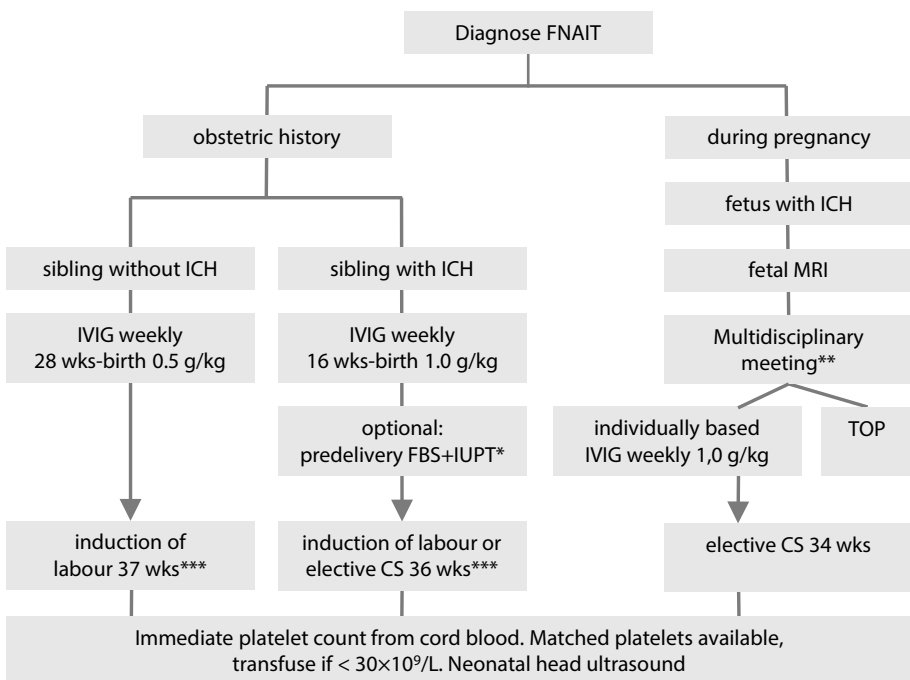 Diagnose FNAIT
obstetric history
during pregnancy
fetus with ICH
sibling without ICH
sibling with ICH
fetal MRI
IVIG weekly
28 wks-birth 0.5 g/kg
IVIG weekly
16 wks-birth 1.0 g/kg
Multidisciplinary
meeting**
optional:
predelivery FBS+IUPT*
individually based
IVIG weekly 1,0 g/kg
TOP
induction of
labour 37 wks***
induction of labour or
elective CS 36 wks***
elective CS 34 wks
Immediate platelet count from cord blood. Matched platelets available,
transfuse if < 30×10⁹/L. Neonatal head ultrasound